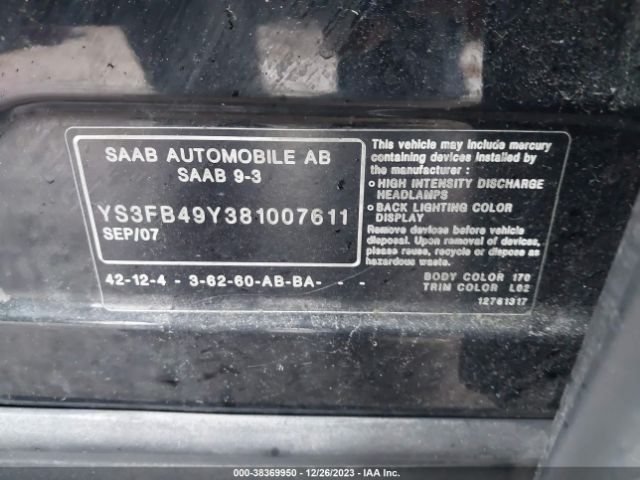 SAAB AUTOMOBILE AB
SAAB 9-3
YS3FB49Y381007611
SEP/07
42-12-4 - 3-62-60-AB-BA- - -
This vehicle may include mercury
containing devices installed by
the manufacturer :
o HIGH INTENSITY DISCHARGE
HEADLAMPS
o BACK LIGHTING COLOR
DISPLAY
Remove devices before vehicle
disposal. Upon removal of devices,
please reuse, recycle or dispose as
hazardous waste.
BODY COLOR 170
TRIM COLOR L02
12781317
000-38369950 | 12/26/2023 - IAA Inc.